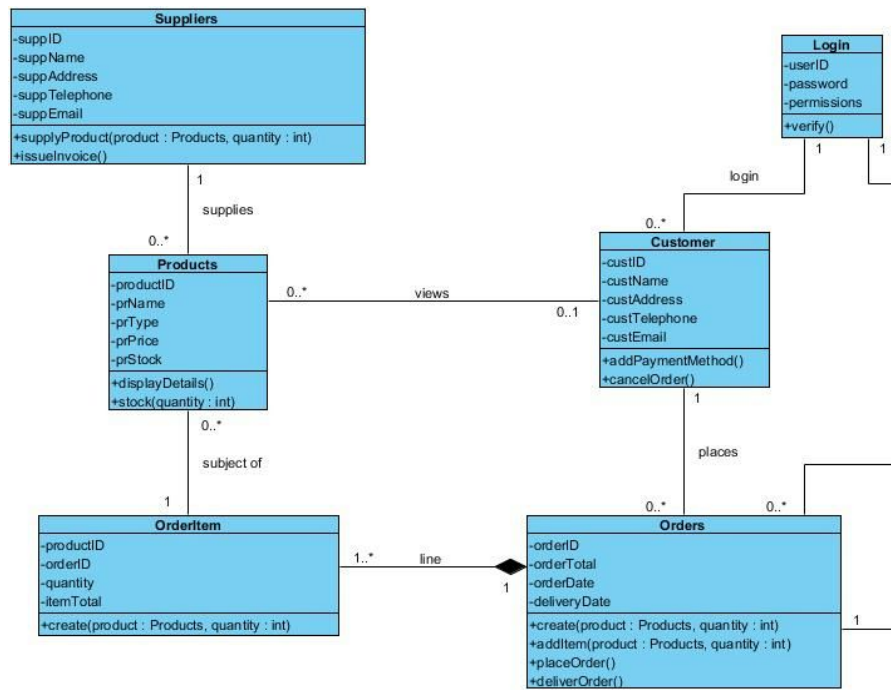 Suppliers
-suppID
-suppName
-suppAddress
-suppTelephone
-suppEmail
+supplyProduct(product : Products, quantity : int)
+issueInvoice()
Login
-userID
-password
-permissions
+verify()
1
1
1
login
supplies
0..*
0..*
Products
-productID
-prName
-prType
-prPrice
-prStock
+displayDetails()
+stock(quantity : int)
0..*
views
0..1
Customer
-custID
-custName
-custAddress
-custTelephone
-custEmail
+addPaymentMethod()
+cancelOrder()
0..*
1
subject of
places
1
0..*
0..*
OrderItem
-productID
-orderID
-quantity
-itemTotal
+create(product : Products, quantity : int)
1..*
line
1
Orders
-orderID
-orderTotal
-orderDate
-deliveryDate
+create(product : Products, quantity : int)
+addItem(product : Products, quantity : int)
+placeOrder()
+deliverOrder()
1